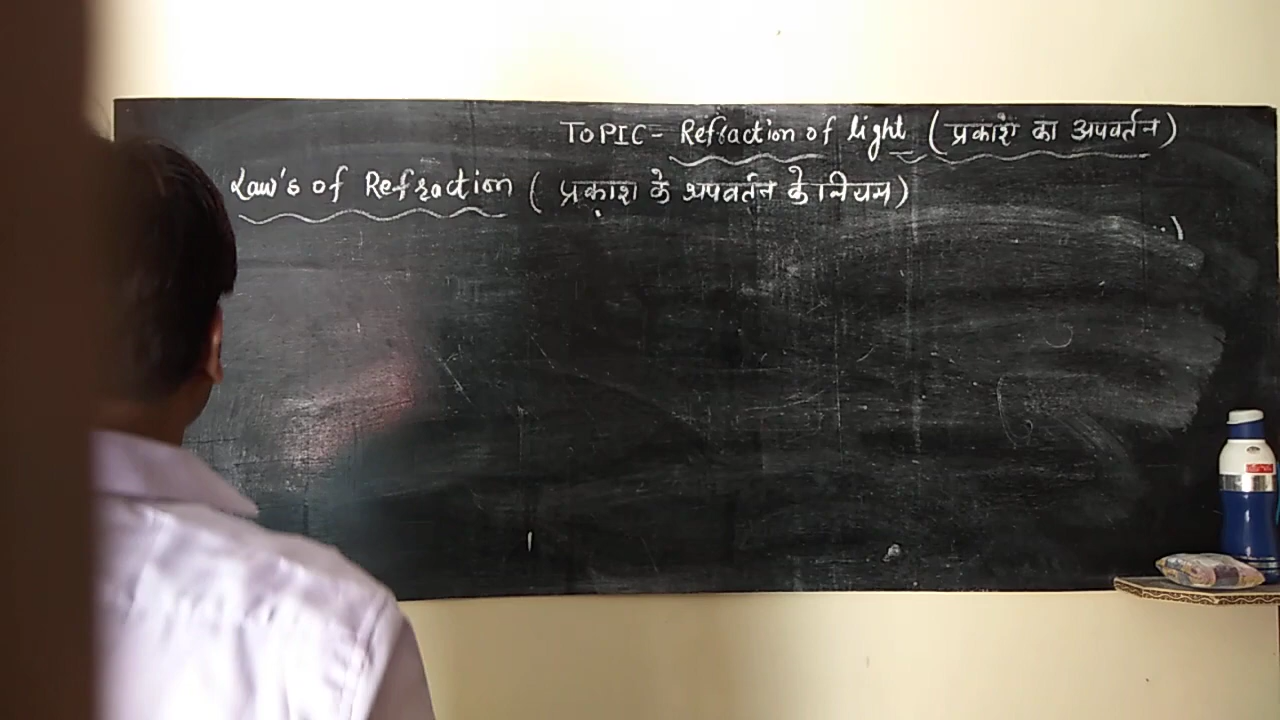 TOPIC- Refraction of light (प्रकाश का अपवर्तन)
Law's of Refraction ( प्रकाश के अपवर्तन के नियम)